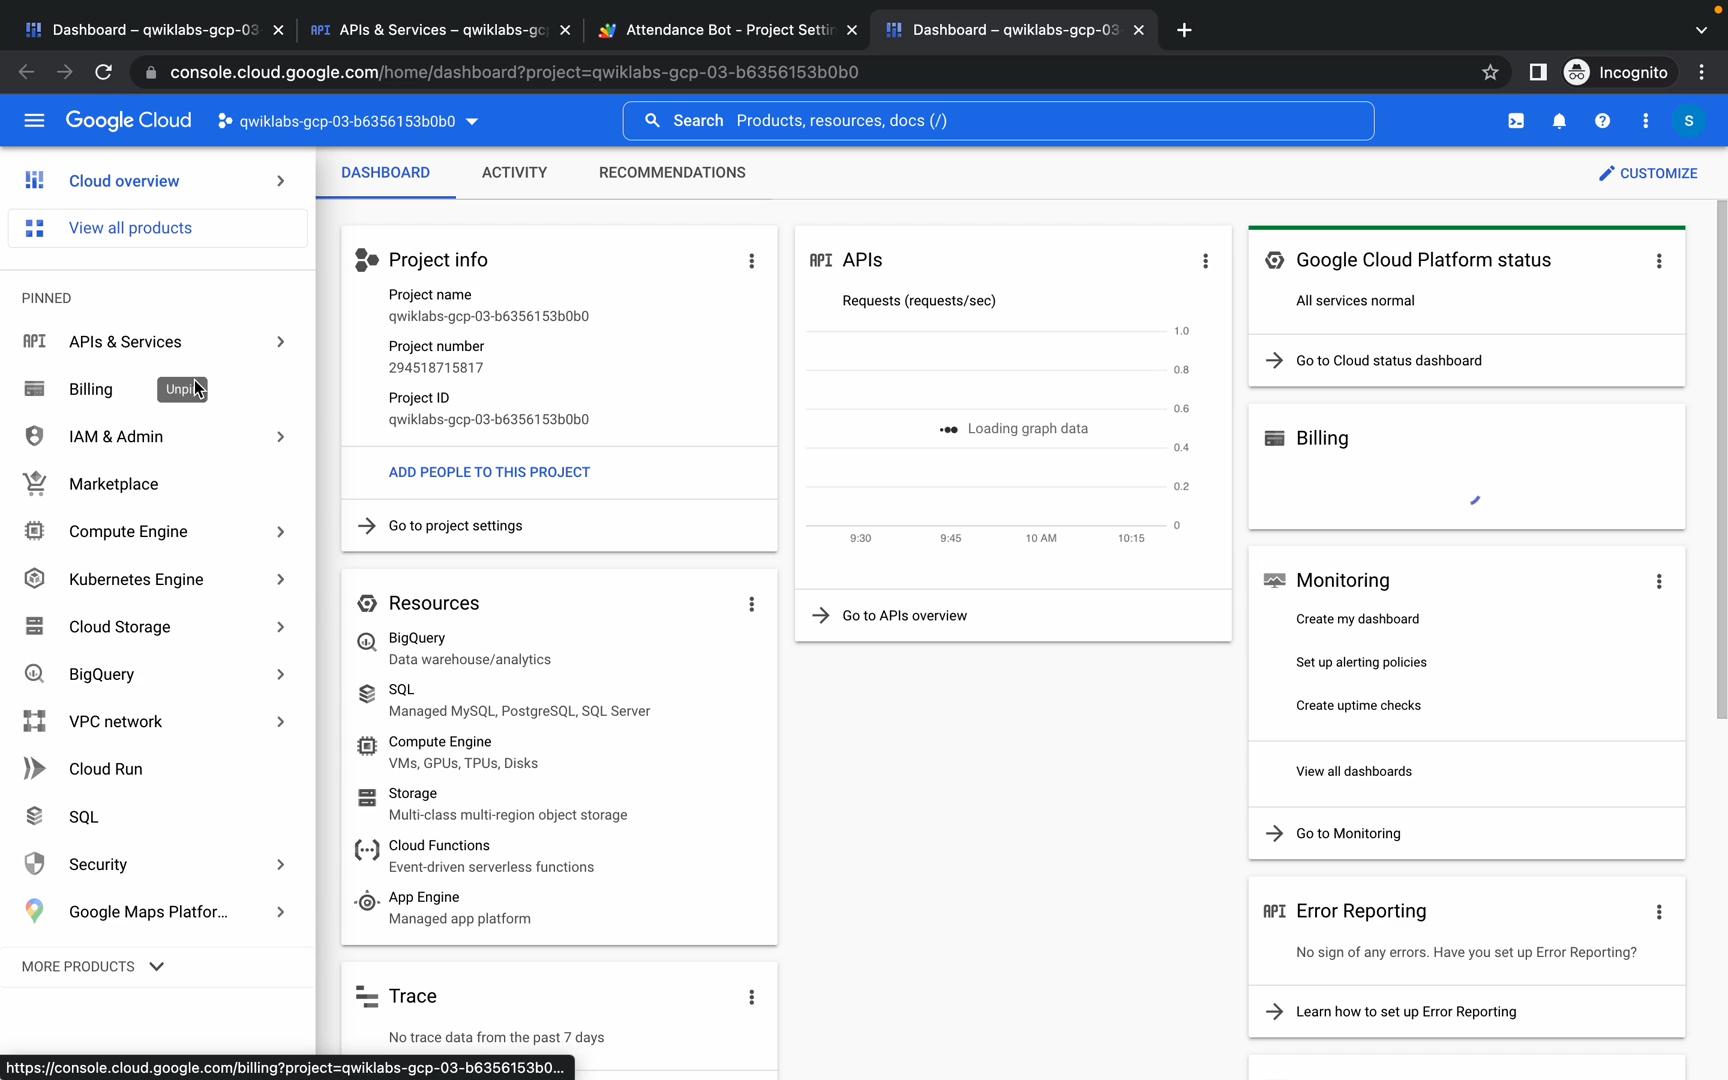 Dashboard – qwiklabs-gcp-03
APIs & Services – qwiklabs-gc
Attendance Bot - Project Settin
Dashboard – qwiklabs-gcp-03
console.cloud.google.com/home/dashboard?project=qwiklabs-gcp-03-b6356153b0b0
Incognito
Google Cloud
qwiklabs-gcp-03-b6356153b0b0
Search Products, resources, docs (/)
S
Cloud overview
View all products
PINNED
API APIs & Services
Billing
Unpi
IAM & Admin
Marketplace
Compute Engine
Kubernetes Engine
Cloud Storage
BigQuery
VPC network
Cloud Run
SQL
Security
Google Maps Platfor...
MORE PRODUCTS
https://console.cloud.google.com/billing?project=qwiklabs-gcp-03-b6356153b0...
DASHBOARD
ACTIVITY
RECOMMENDATIONS
CUSTOMIZE
Project info
Project name
qwiklabs-gcp-03-b6356153b0b0
Project number
294518715817
Project ID
qwiklabs-gcp-03-b6356153b0b0
ADD PEOPLE TO THIS PROJECT
Go to project settings
Resources
BigQuery
Data warehouse/analytics
SQL
Managed MySQL, PostgreSQL, SQL Server
Compute Engine
VMs, GPUs, TPUs, Disks
Storage
Multi-class multi-region object storage
Cloud Functions
Event-driven serverless functions
App Engine
Managed app platform
Trace
No trace data from the past 7 days
API APIs
Requests (requests/sec)
1.0
0.8
0.6
Loading graph data
0.4
0.2
0
9:30
9:45
10 AM
10:15
Go to APIs overview
Google Cloud Platform status
All services normal
Go to Cloud status dashboard
Billing
Monitoring
Create my dashboard
Set up alerting policies
Create uptime checks
View all dashboards
Go to Monitoring
API Error Reporting
No sign of any errors. Have you set up Error Reporting?
Learn how to set up Error Reporting